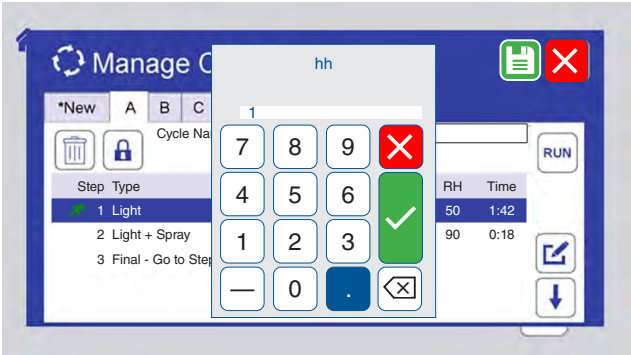 Manage C
hh
*New A B C
1
Cycle Na
RUN
7 8 9
Step Type RH Time
4 5 6
1 Light 50 1:42
2 Light + Spray 90 0:18
1 2 3
3 Final - Go to Step
— 0 .